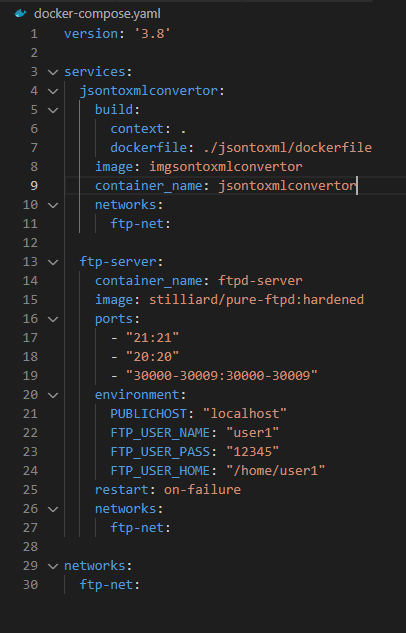 docker-compose.yaml
1 version: '3.8'
2
3 services:
4   jsontoxmlconvertor:
5     build:
6       context: .
7       dockerfile: ./jsontoxml/dockerfile
8     image: imgsontoxmlconvertor
9     container_name: jsontoxmlconvertor
10     networks:
11       ftp-net:
12
13   ftp-server:
14     container_name: ftpd-server
15     image: stilliard/pure-ftpd:hardened
16     ports:
17       - "21:21"
18       - "20:20"
19       - "30000-30009:30000-30009"
20     environment:
21       PUBLICHOST: "localhost"
22       FTP_USER_NAME: "user1"
23       FTP_USER_PASS: "12345"
24       FTP_USER_HOME: "/home/user1"
25     restart: on-failure
26     networks:
27       ftp-net:
28
29 networks:
30   ftp-net: